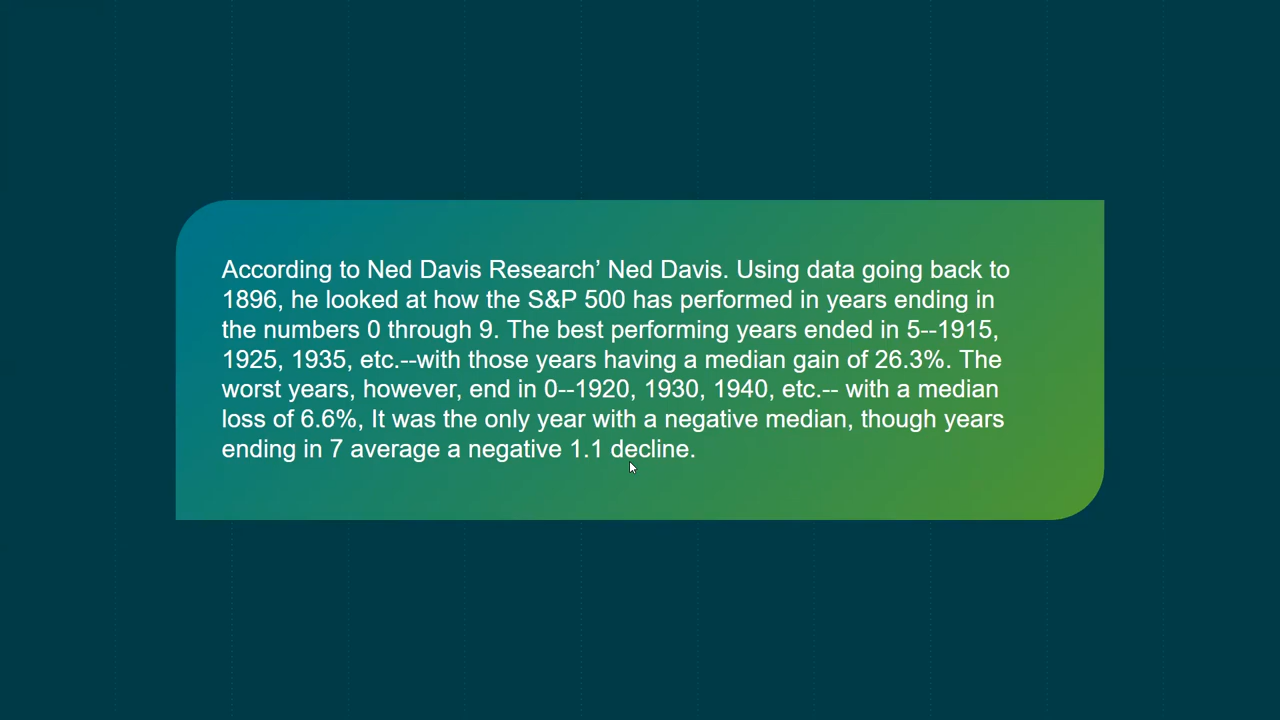 According to Ned Davis Research’ Ned Davis. Using data going back to
1896, he looked at how the S&P 500 has performed in years ending in
the numbers 0 through 9. The best performing years ended in 5--1915,
1925, 1935, etc.--with those years having a median gain of 26.3%. The
worst years, however, end in 0--1920, 1930, 1940, etc.-- with a median
loss of 6.6%, It was the only year with a negative median, though years
ending in 7 average a negative 1.1 decline.